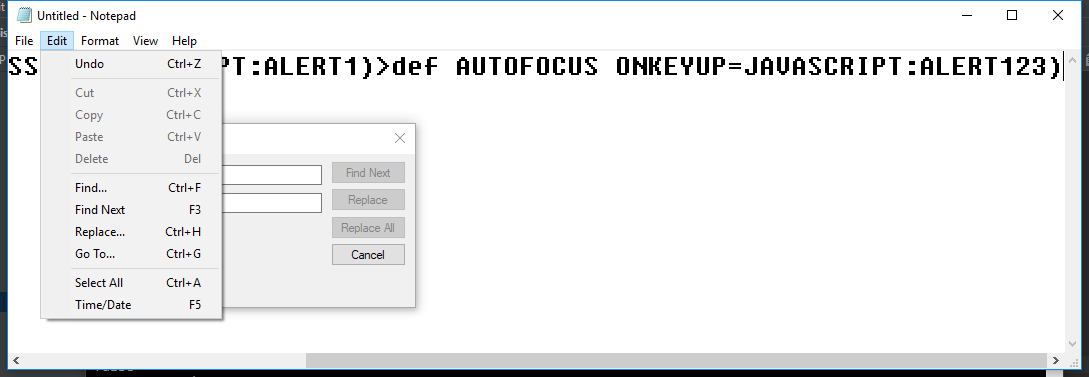 Untitled - Notepad
File Edit Format View Help
SS PT:ALERT1)>def AUTOFOCUS ONKEYUP=JAVASCRIPT:ALERT123)
Undo Ctrl+Z
Cut Ctrl+X
Copy Ctrl+C
Paste Ctrl+V
Delete Del
Find... Ctrl+F
Find Next F3
Replace... Ctrl+H
Go To... Ctrl+G
Select All Ctrl+A
Time/Date F5
Find Next
Replace
Replace All
Cancel